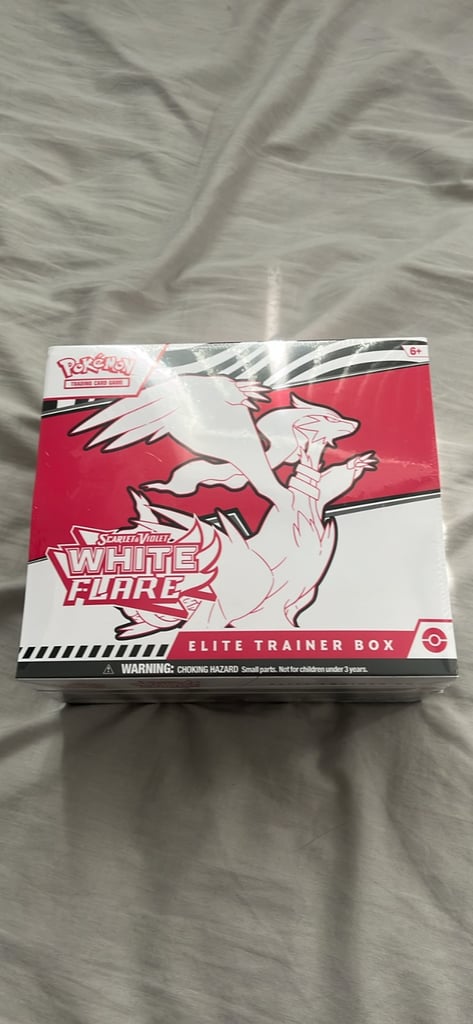 6+
Pokémon
TRADING CARD GAME
SCARLET & VIOLET
WHITE
FLARE
ELITE TRAINER BOX
WARNING: CHOKING HAZARD Small parts. Not for children under 3 years.